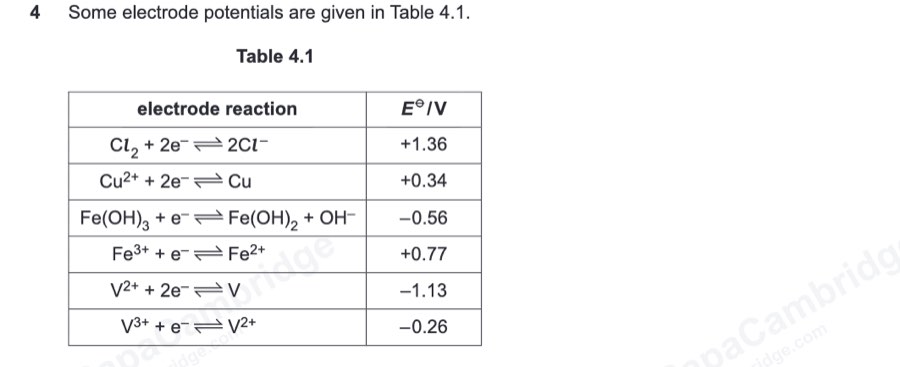 4 Some electrode potentials are given in Table 4.1.
Table 4.1
electrode reaction E⦵/V
Cl₂ + 2e⁻ ⇌ 2Cl⁻ +1.36
Cu²⁺ + 2e⁻ ⇌ Cu +0.34
Fe(OH)₃ + e⁻ ⇌ Fe(OH)₂ + OH⁻ –0.56
Fe³⁺ + e⁻ ⇌ Fe²⁺ +0.77
V²⁺ + 2e⁻ ⇌ V –1.13
V³⁺ + e⁻ ⇌ V²⁺ –0.26